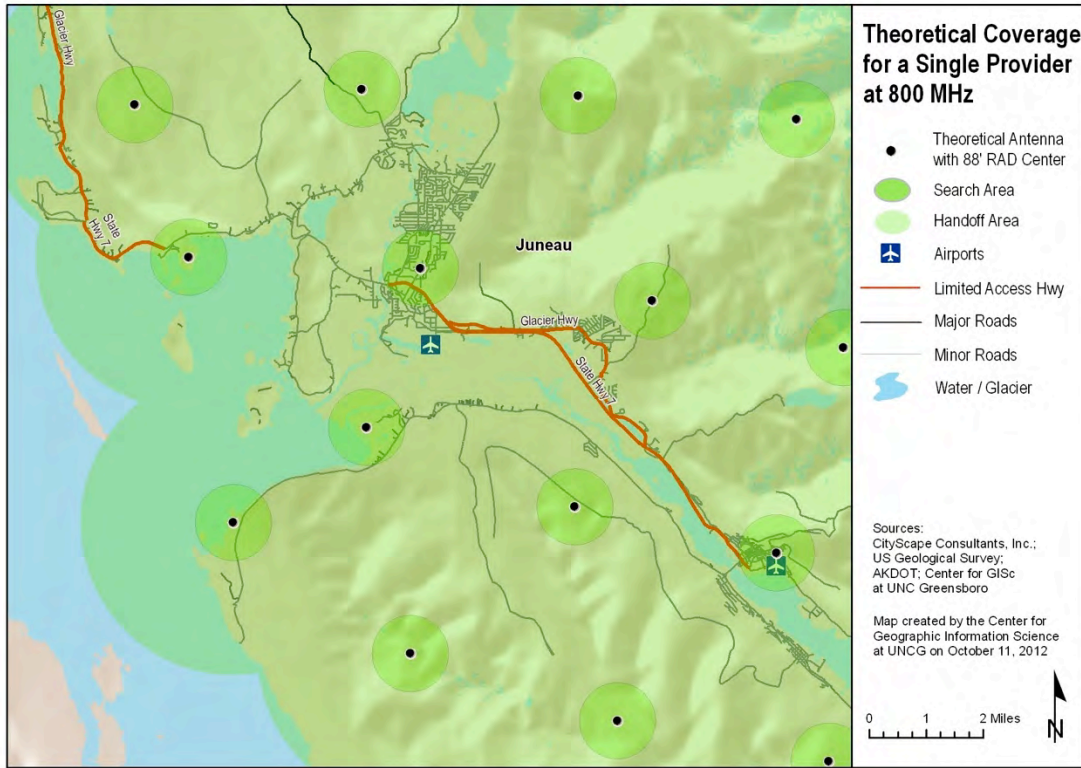 Theoretical Coverage
for a Single Provider
at 800 MHz
Theoretical Antenna
with 88' RAD Center
Search Area
Handoff Area
Airports
Limited Access Hwy
Major Roads
Minor Roads
Water / Glacier
Glacier Hwy
State
Hwy 7
Juneau
Glacier Hwy
State Hwy 7
Sources:
CityScape Consultants, Inc.;
US Geological Survey;
AKDOT; Center for GISc
at UNC Greensboro
Map created by the Center for
Geographic Information Science
at UNCG on October 11, 2012
0 1 2 Miles
N